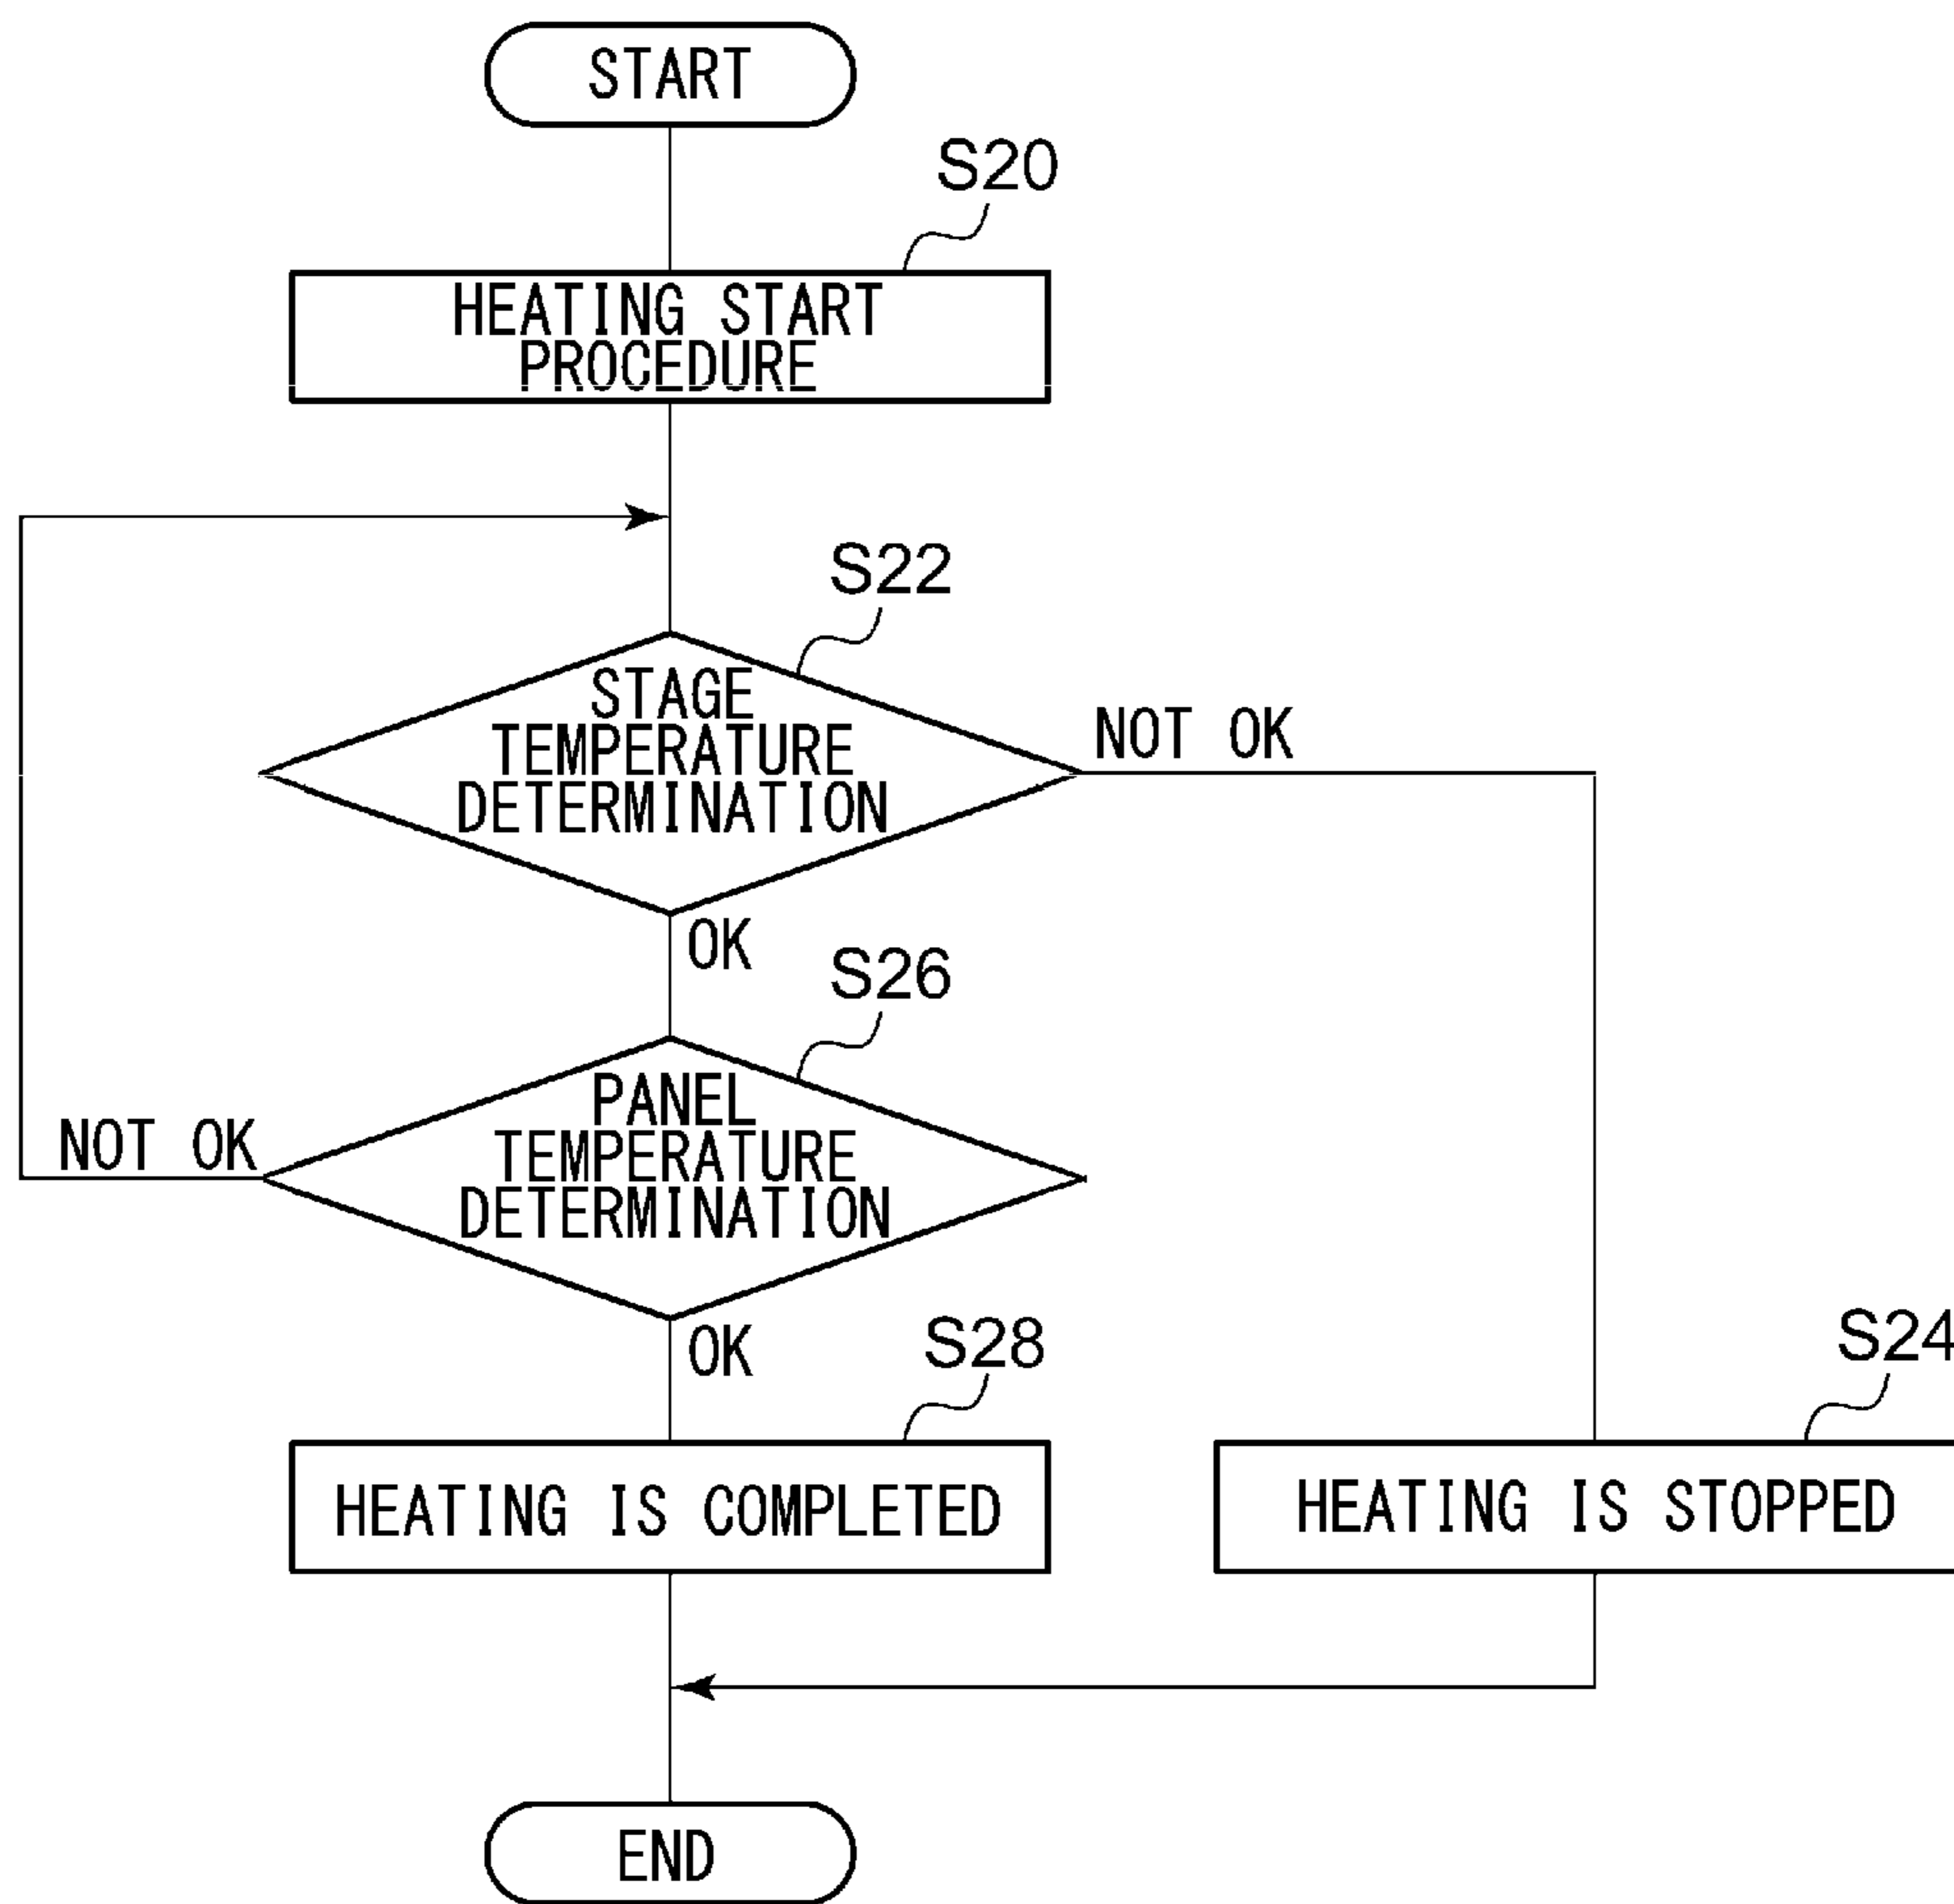 START
S20
HEATING START
PROCEDURE
S22
STAGE
TEMPERATURE
DETERMINATION
NOT OK
OK
S26
PANEL
TEMPERATURE
DETERMINATION
NOT OK
OK
S28
HEATING IS COMPLETED
S24
HEATING IS STOPPED
END